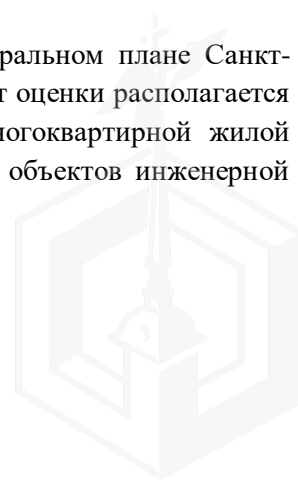 ральном плане Санкт-
т оценки располагается
ногоквартирной жилой
объектов инженерной